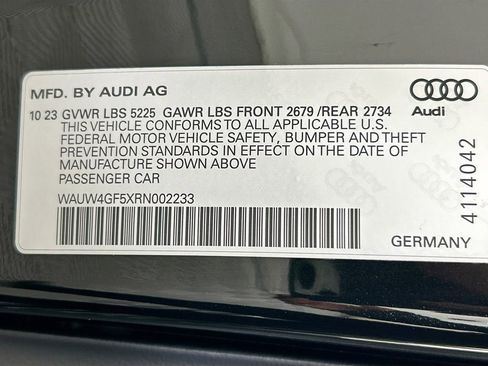 MFD. BY AUDI AG
10 23 GVWR LBS 5225 GAWR LBS FRONT 2679 /REAR 2734
THIS VEHICLE CONFORMS TO ALL APPLICABLE U.S.
FEDERAL MOTOR VEHICLE SAFETY, BUMPER AND THEFT
PREVENTION STANDARDS IN EFFECT ON THE DATE OF
MANUFACTURE SHOWN ABOVE
PASSENGER CAR
WAUW4GF5XRN002233
Audi
4114042
GERMANY